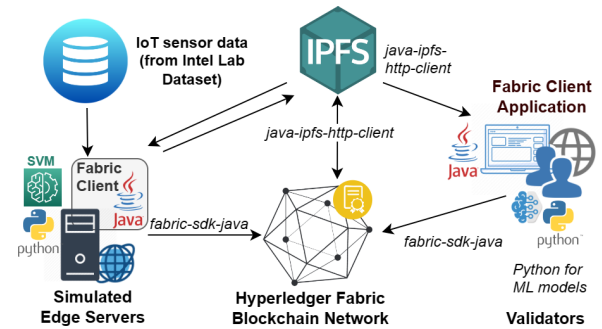 IoT sensor data
(from Intel Lab
Dataset)
IPFS
java-ipfs-
http-client
Fabric Client
Application
java-ipfs-http-client
SVM
Fabric
Client
Java
python
fabric-sdk-java
Java
fabric-sdk-java
python
Python for
ML models
Simulated
Edge Servers
Hyperledger Fabric
Blockchain Network
Validators